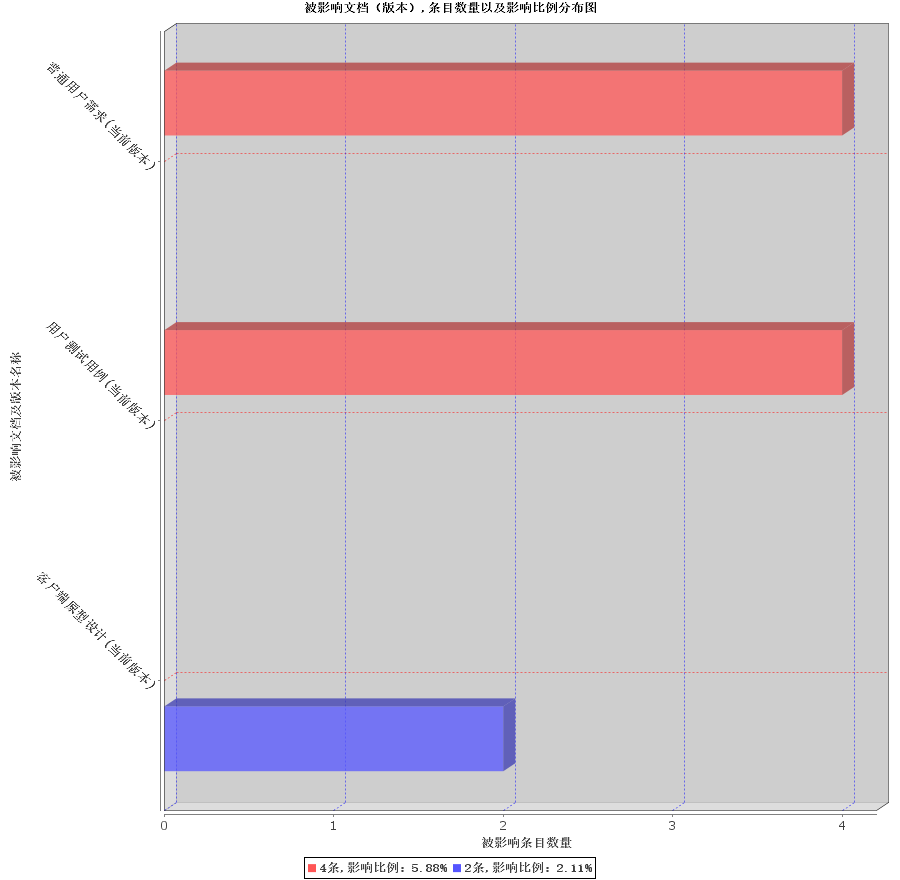 被影响文档（版本）,条目数量以及影响比例分布图
普通用户需求(当前版本)
用户测试用例(当前版本)
客户端原型设计(当前版本)
被影响文档及版本名称
0 1 2 3 4
被影响条目数量
4条,影响比例: 5.88% 2条,影响比例: 2.11%